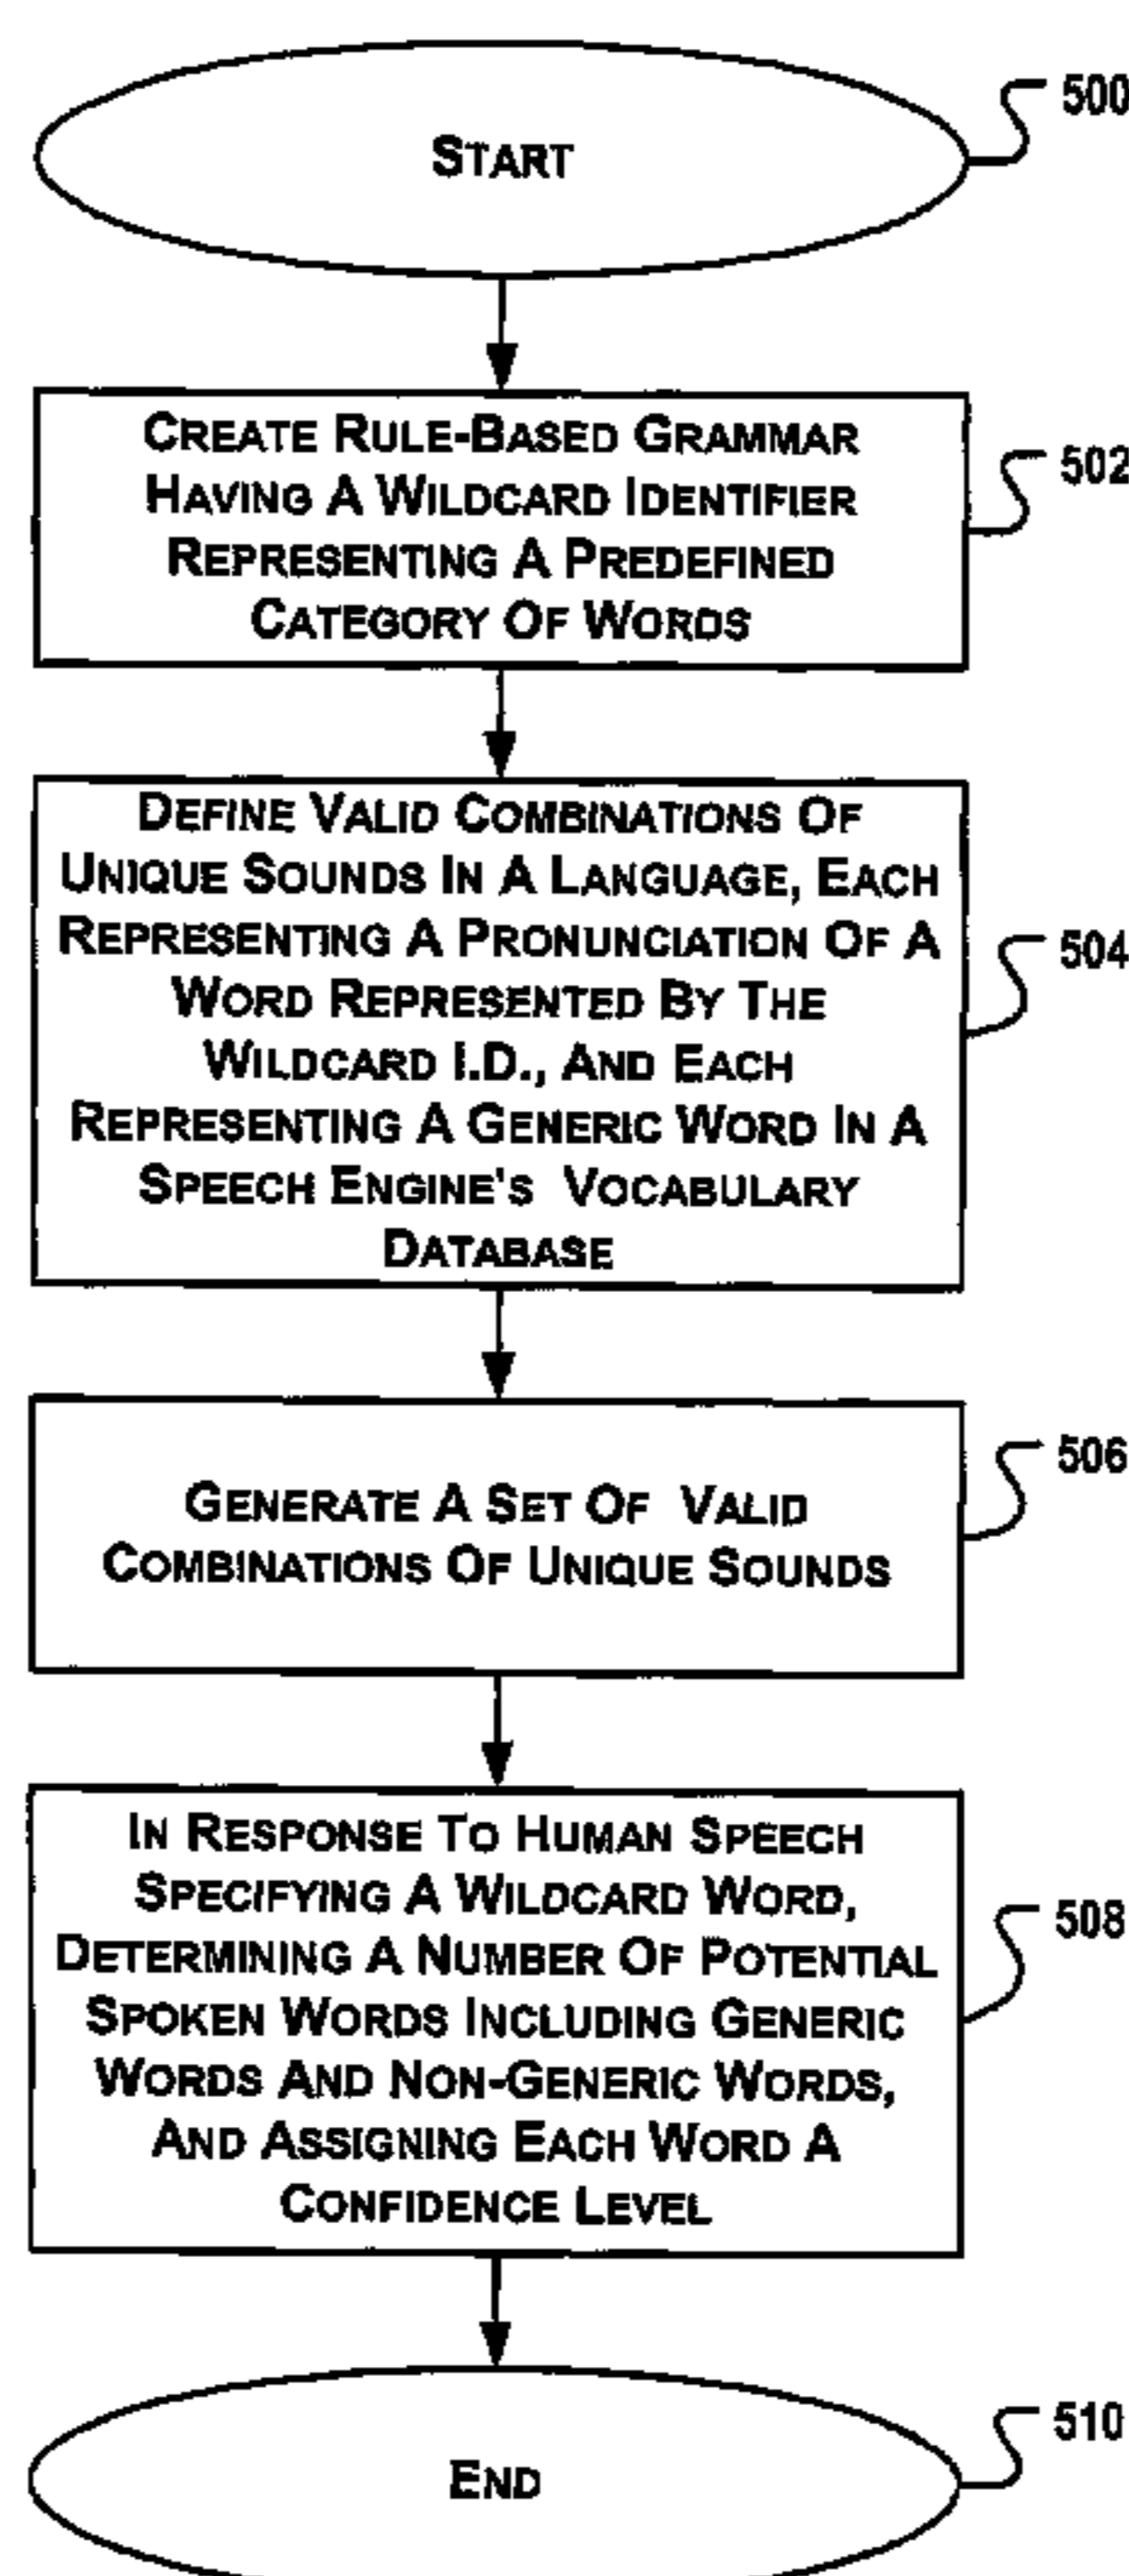 START
500
CREATE RULE-BASED GRAMMAR
HAVING A WILDCARD IDENTIFIER
REPRESENTING A PREDEFINED
CATEGORY OF WORDS
502
DEFINE VALID COMBINATIONS OF
UNIQUE SOUNDS IN A LANGUAGE, EACH
REPRESENTING A PRONUNCIATION OF A
WORD REPRESENTED BY THE
WILDCARD I.D., AND EACH
REPRESENTING A GENERIC WORD IN A
SPEECH ENGINE'S VOCABULARY
DATABASE
504
GENERATE A SET OF VALID
COMBINATIONS OF UNIQUE SOUNDS
506
IN RESPONSE TO HUMAN SPEECH
SPECIFYING A WILDCARD WORD,
DETERMINING A NUMBER OF POTENTIAL
SPOKEN WORDS INCLUDING GENERIC
WORDS AND NON-GENERIC WORDS,
AND ASSIGNING EACH WORD A
CONFIDENCE LEVEL
508
END
510